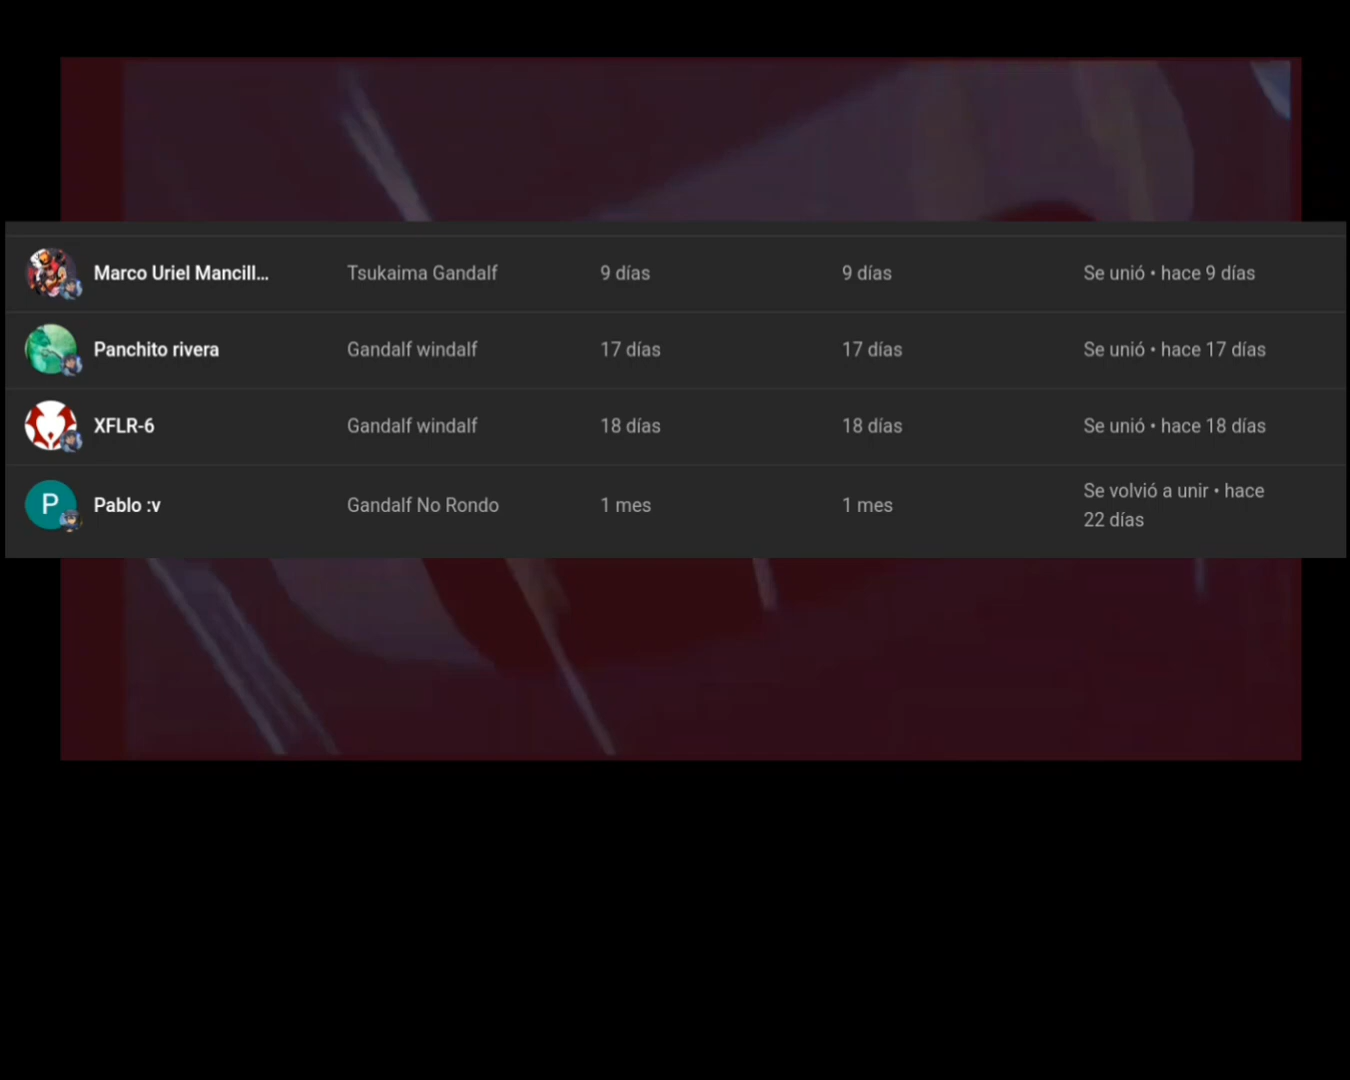 Marco Uriel Mancill... Tsukaima Gandalf 9 días 9 días Se unió • hace 9 días
Panchito rivera Gandalf windalf 17 días 17 días Se unió • hace 17 días
XFLR-6 Gandalf windalf 18 días 18 días Se unió • hace 18 días
P Pablo :v Gandalf No Rondo 1 mes 1 mes Se volvió a unir • hace
22 días